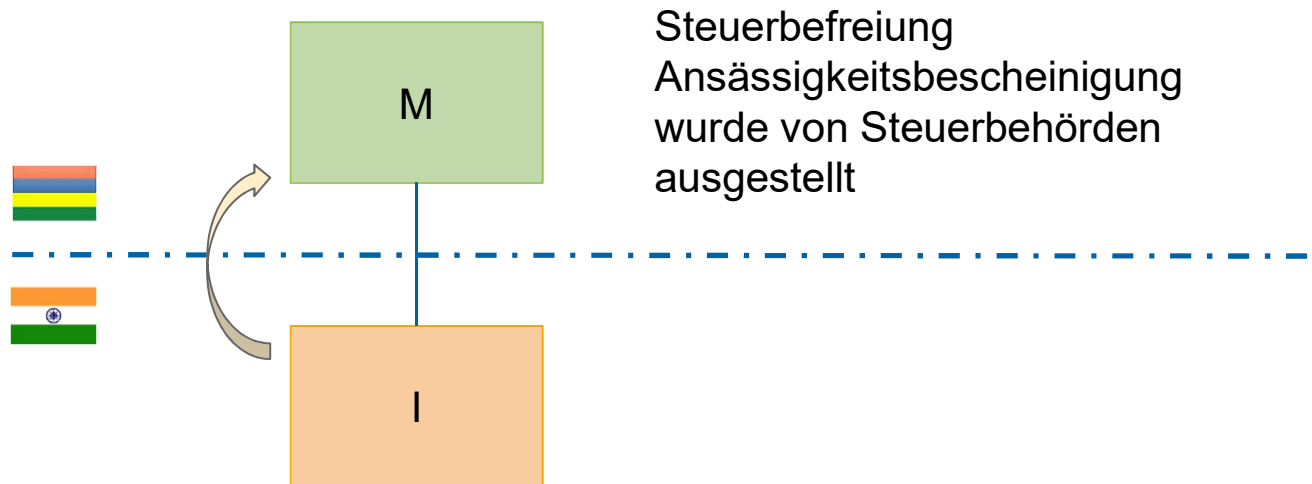 Steuerbefreiung
Ansässigkeitsbescheinigung
wurde von Steuerbehörden
ausgestellt
M
I